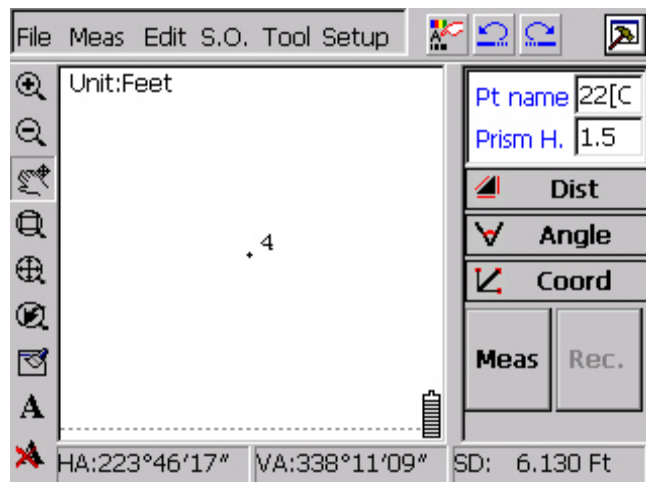 File Meas Edit S.O. Tool Setup
Unit:Feet
Pt name 22[C
Prism H. 1.5
Dist
4
Angle
Coord
Meas Rec.
A
HA:223°46'17" VA:338°11'09" SD: 6.130 Ft